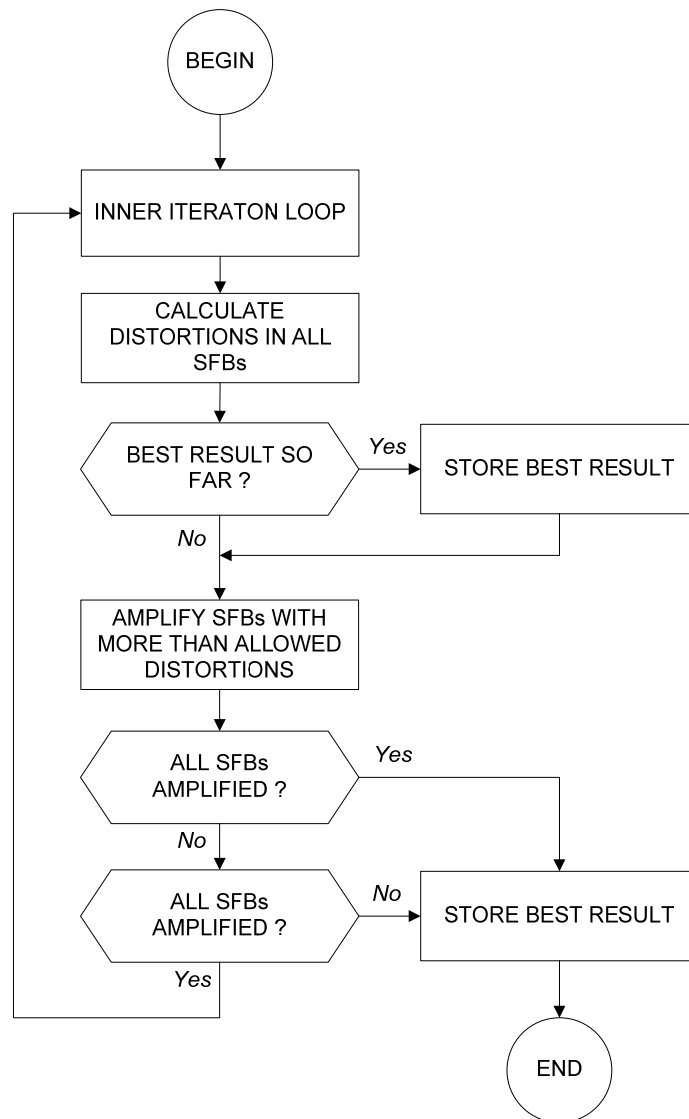 BEGIN
INNER ITERATON LOOP
CALCULATE
DISTORTIONS IN ALL
SFBs
BEST RESULT SO
FAR ?
Yes
STORE BEST RESULT
No
AMPLIFY SFBs WITH
MORE THAN ALLOWED
DISTORTIONS
ALL SFBs
AMPLIFIED ?
Yes
No
ALL SFBs
AMPLIFIED ?
No
STORE BEST RESULT
Yes
END